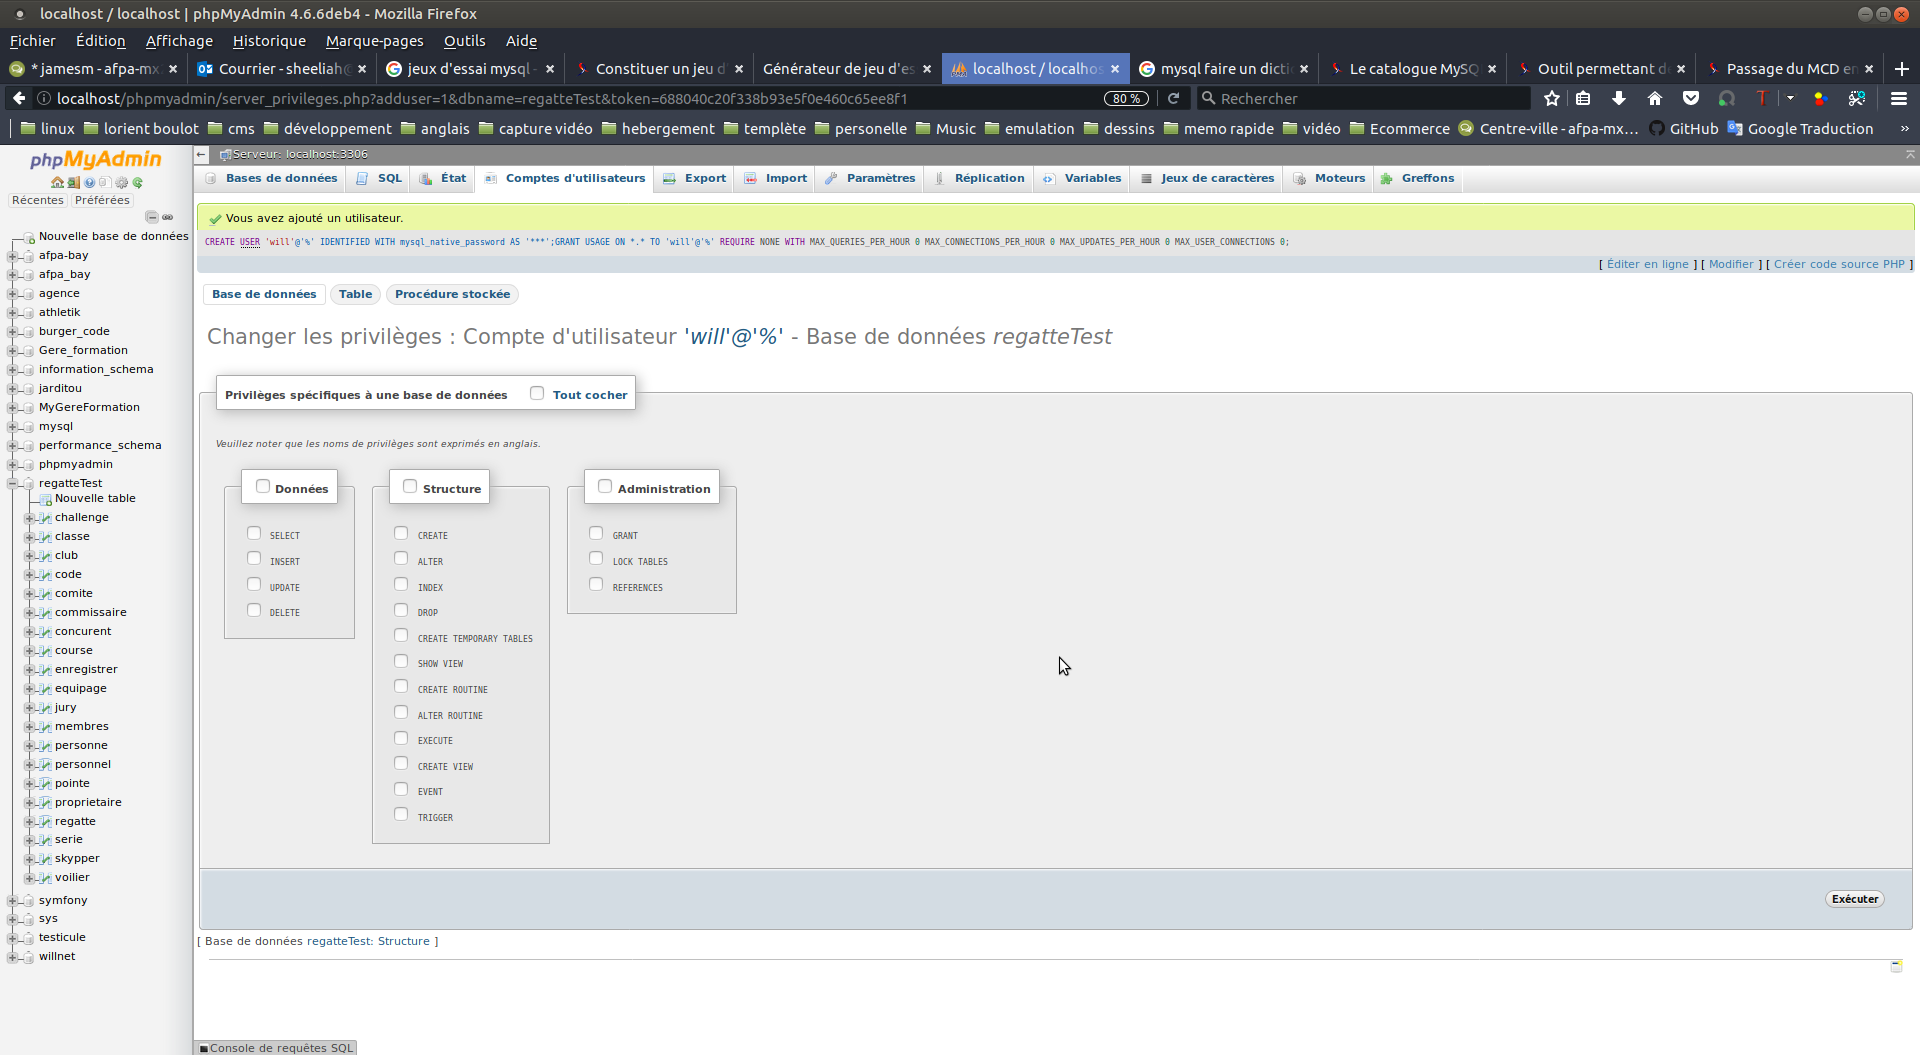 localhost / localhost | phpMyAdmin 4.6.6deb4 - Mozilla Firefox
Fichier Édition Affichage Historique Marque-pages Outils Aide
* jamesm - afpa-mx Courrier - sheeliah@ jeux d'essai mysql - Constituer un jeu d Générateur de jeu d'es localhost / localhos mysql faire un dicti Le catalogue MySQ Outil permettant d Passage du MCD en
localhost/phpmyadmin/server_privileges.php?adduser=1&dbname=regatteTest&token=688040c20f338b93e5f0e460c65ee8f1 80 % Rechercher
linux lorient boulot cms développement anglais capture vidéo hebergement templète personelle Music emulation dessins memo rapide vidéo Ecommerce Centre-ville - afpa-mx... GitHub Google Traduction »
phpMyAdmin
Récentes Préférées
Nouvelle base de données
afpa-bay
afpa_bay
agence
athletik
burger_code
Gere_formation
information_schema
jarditou
MyGereFormation
mysql
performance_schema
phpmyadmin
regatteTest
Nouvelle table
challenge
classe
club
code
comite
commissaire
concurent
course
enregistrer
equipage
jury
membres
personne
personnel
pointe
proprietaire
regatte
serie
skypper
voilier
symfony
sys
testicule
willnet
Serveur: localhost:3306
Bases de données SQL État Comptes d'utilisateurs Export Import Paramètres Réplication Variables Jeux de caractères Moteurs Greffons
Vous avez ajouté un utilisateur.
CREATE USER 'will'@'%' IDENTIFIED WITH mysql_native_password AS '***';GRANT USAGE ON *.* TO 'will'@'%' REQUIRE NONE WITH MAX_QUERIES_PER_HOUR 0 MAX_CONNECTIONS_PER_HOUR 0 MAX_UPDATES_PER_HOUR 0 MAX_USER_CONNECTIONS 0;
[ Éditer en ligne ] [ Modifier ] [ Créer code source PHP ]
Base de données Table Procédure stockée
Changer les privilèges : Compte d'utilisateur 'will'@'%' - Base de données regatteTest
Privilèges spécifiques à une base de données Tout cocher
Veuillez noter que les noms de privilèges sont exprimés en anglais.
Données
SELECT
INSERT
UPDATE
DELETE
Structure
CREATE
ALTER
INDEX
DROP
CREATE TEMPORARY TABLES
SHOW VIEW
CREATE ROUTINE
ALTER ROUTINE
EXECUTE
CREATE VIEW
EVENT
TRIGGER
Administration
GRANT
LOCK TABLES
REFERENCES
Exécuter
[ Base de données regatteTest: Structure ]
Console de requêtes SQL